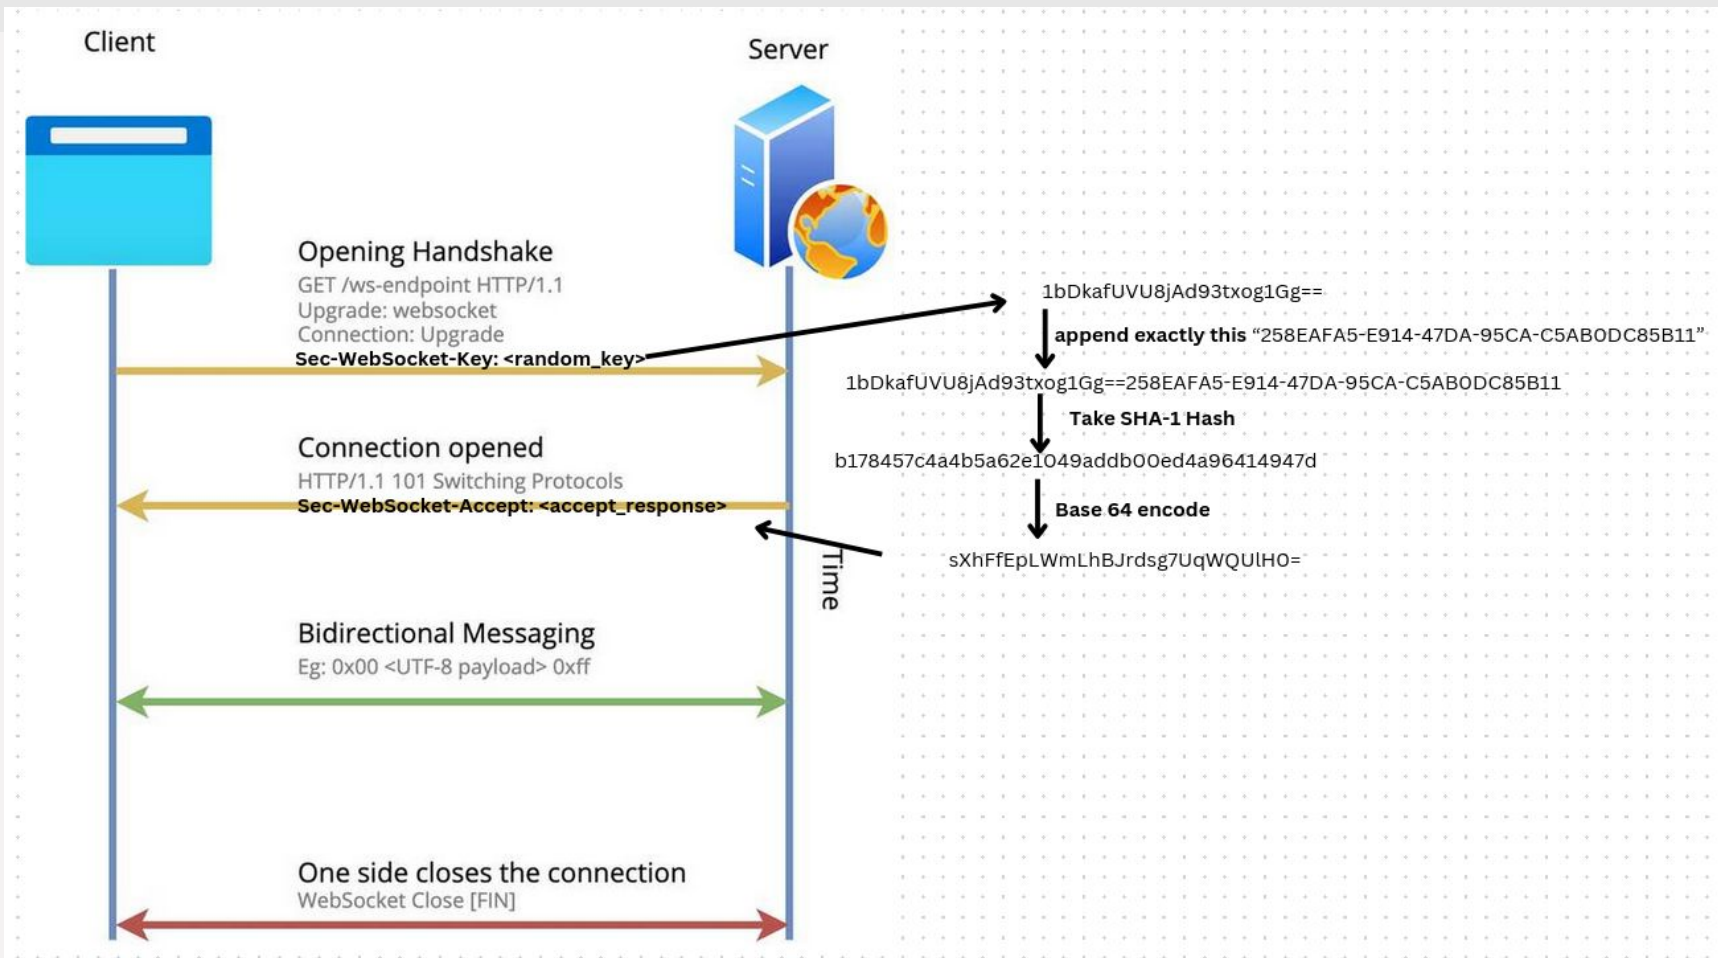 Client
Server
Opening Handshake
GET /ws-endpoint HTTP/1.1
Upgrade: websocket
Connection: Upgrade
Sec-WebSocket-Key: <random_key>
1bDkafUVU8jAd93txog1Gg==
append exactly this “258EAFA5-E914-47DA-95CA-C5AB0DC85B11”
1bDkafUVU8jAd93txog1Gg==258EAFA5-E914-47DA-95CA-C5AB0DC85B11
Take SHA-1 Hash
b178457c4a4b5a62e1049addb00ed4a96414947d
Base 64 encode
sXhFfEpLWmLhBJrdsg7UqWQUlH0=
Connection opened
HTTP/1.1 101 Switching Protocols
Sec-WebSocket-Accept: <accept_response>
Time
Bidirectional Messaging
Eg: 0x00 <UTF-8 payload> 0xff
One side closes the connection
WebSocket Close [FIN]